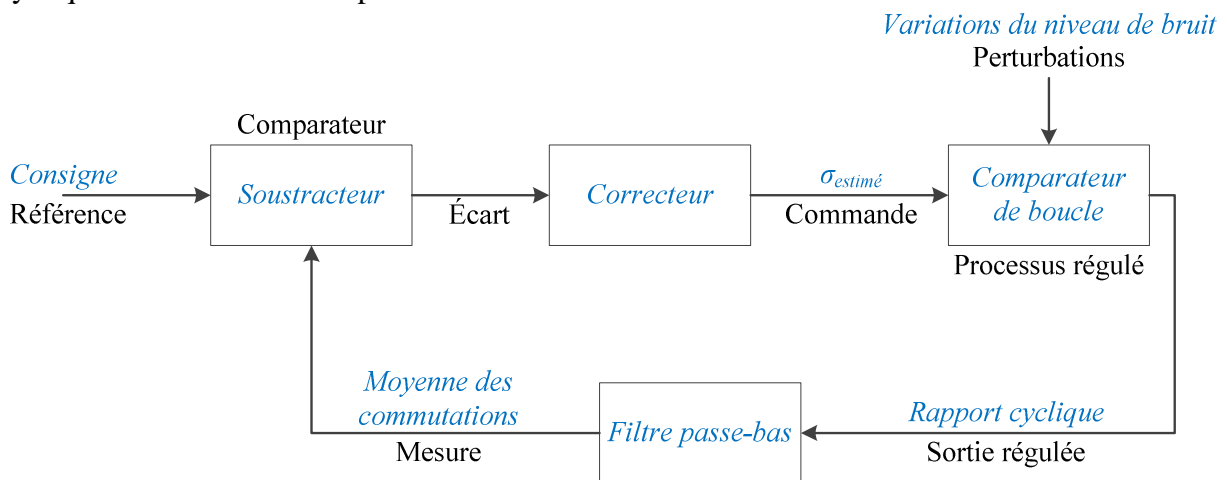 Variations du niveau de bruit
Perturbations
Comparateur
Consigne
Référence
Soustracteur
Écart
Correcteur
σestimé
Commande
Comparateur
de boucle
Processus régulé
Moyenne des
commutations
Mesure
Filtre passe-bas
Rapport cyclique
Sortie régulée